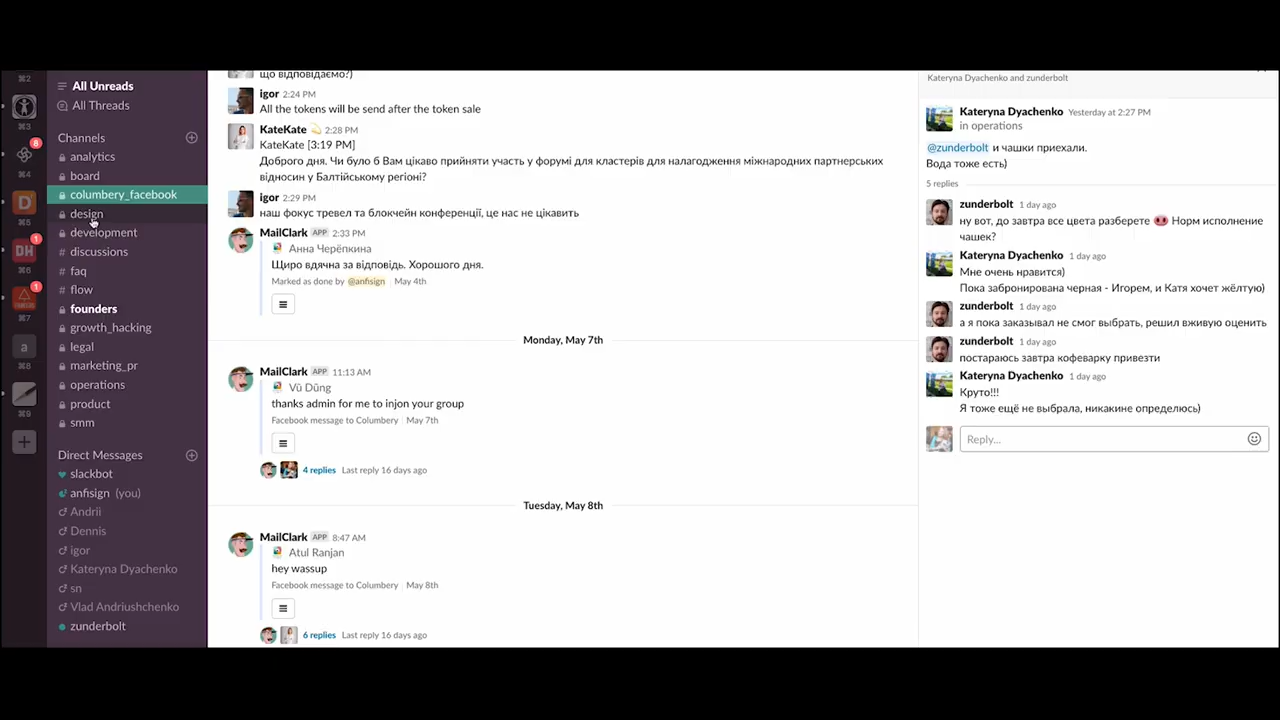 ⌘2
⌘3
8
⌘4
D
⌘5
DH
1
⌘6
1
⌘7
a
⌘8
⌘9
+
All Unreads
All Threads
Channels
analytics
board
columbery_facebook
design
development
# discussions
faq
# flow
founders
growth_hacking
legal
marketing_pr
operations
product
smm
Direct Messages
slackbot
anfisign (you)
Andrii
Dennis
igor
Kateryna Dyachenko
sn
Vlad Andriushchenko
zunderbolt
що відповідаємо?)
igor 2:24 PM
All the tokens will be send after the token sale
KateKate 2:28 PM
KateKate [3:19 PM]
Доброго дня. Чи було б Вам цікаво прийняти участь у форумі для кластерів для налагодження міжнародних партнерських
відносин у Балтійському регіоні?
igor 2:29 PM
наш фокус тревел та блокчейн конференції, це нас не цікавить
MailClark APP 2:33 PM
Анна Черёпкина
Щиро вдячна за відповідь. Хорошого дня.
Marked as done by @anfisign May 4th
Monday, May 7th
MailClark APP 11:13 AM
Vũ Dũng
thanks admin for me to injon your group
Facebook message to Columbery May 7th
4 replies Last reply 16 days ago
Tuesday, May 8th
MailClark APP 8:47 AM
Atul Ranjan
hey wassup
Facebook message to Columbery May 8th
6 replies Last reply 16 days ago
Kateryna Dyachenko and zunderbolt
Kateryna Dyachenko Yesterday at 2:27 PM
in operations
@zunderbolt и чашки приехали.
Вода тоже есть)
5 replies
zunderbolt 1 day ago
ну вот, до завтра все цвета разберете Норм исполнение
чашек?
Kateryna Dyachenko 1 day ago
Мне очень нравится)
Пока забронирована черная - Игорем, и Катя хочет жёлтую)
zunderbolt 1 day ago
а я пока заказывал не смог выбрать, решил вживую оценить
zunderbolt 1 day ago
постараюсь завтра кофеварку привезти
Kateryna Dyachenko 1 day ago
Круто!!!
Я тоже ещё не выбрала, никакине определюсь)
Reply...